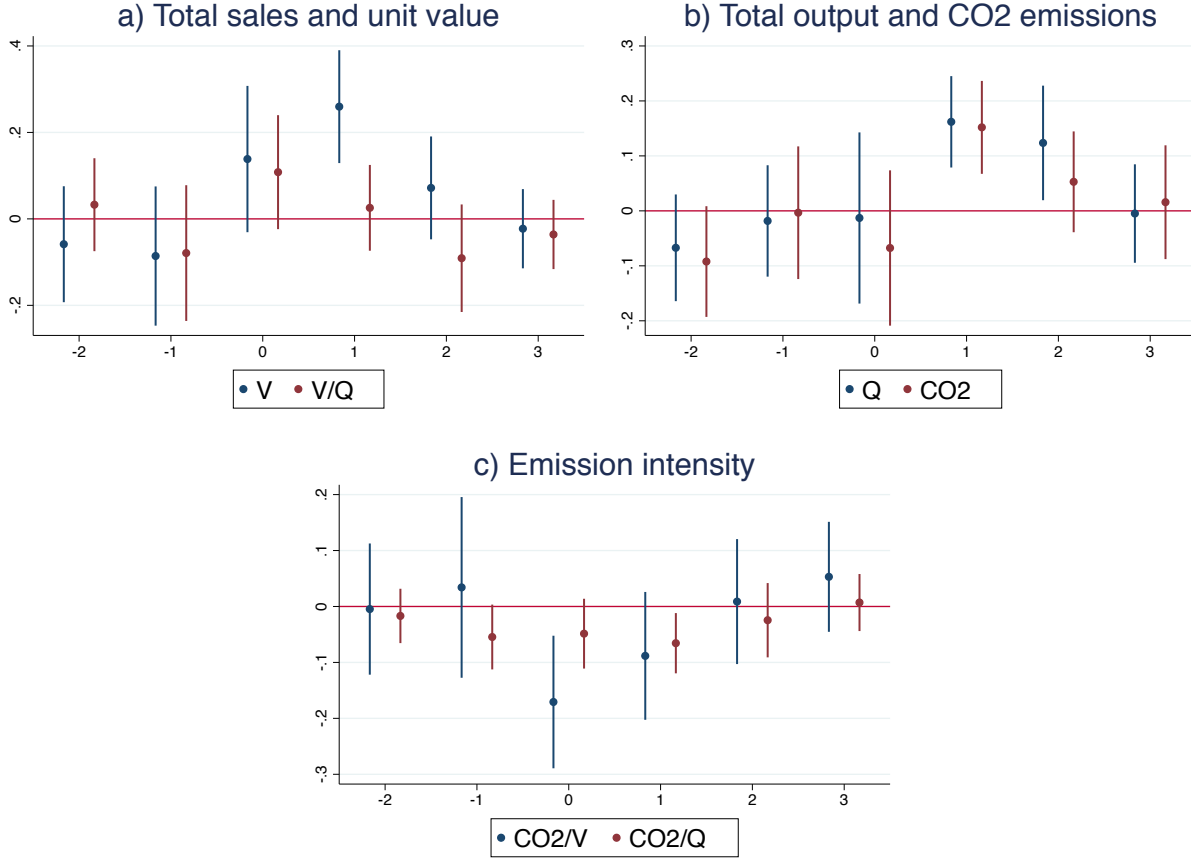 a) Total sales and unit value
.4
.2
0
-.2
-2 -1 0 1 2 3
V V/Q
b) Total output and CO2 emissions
.3
.2
.1
0
-.1
-.2
-2 -1 0 1 2 3
Q CO2
c) Emission intensity
.2
.1
0
-.1
-.2
-.3
-2 -1 0 1 2 3
CO2/V CO2/Q